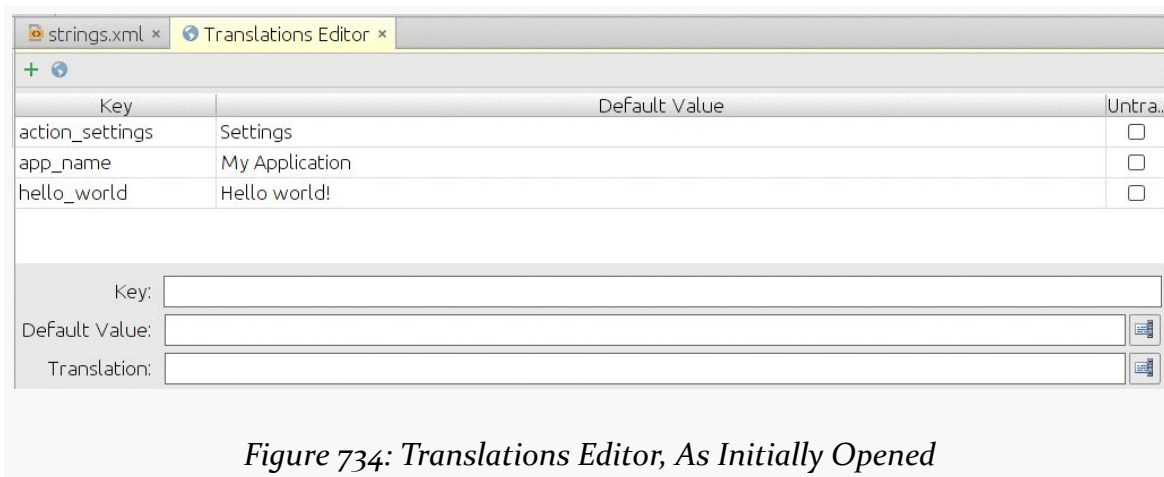 strings.xml × Translations Editor ×
Key Default Value Untra..
action_settings Settings
app_name My Application
hello_world Hello world!
Key:
Default Value:
Translation:
Figure 734: Translations Editor, As Initially Opened